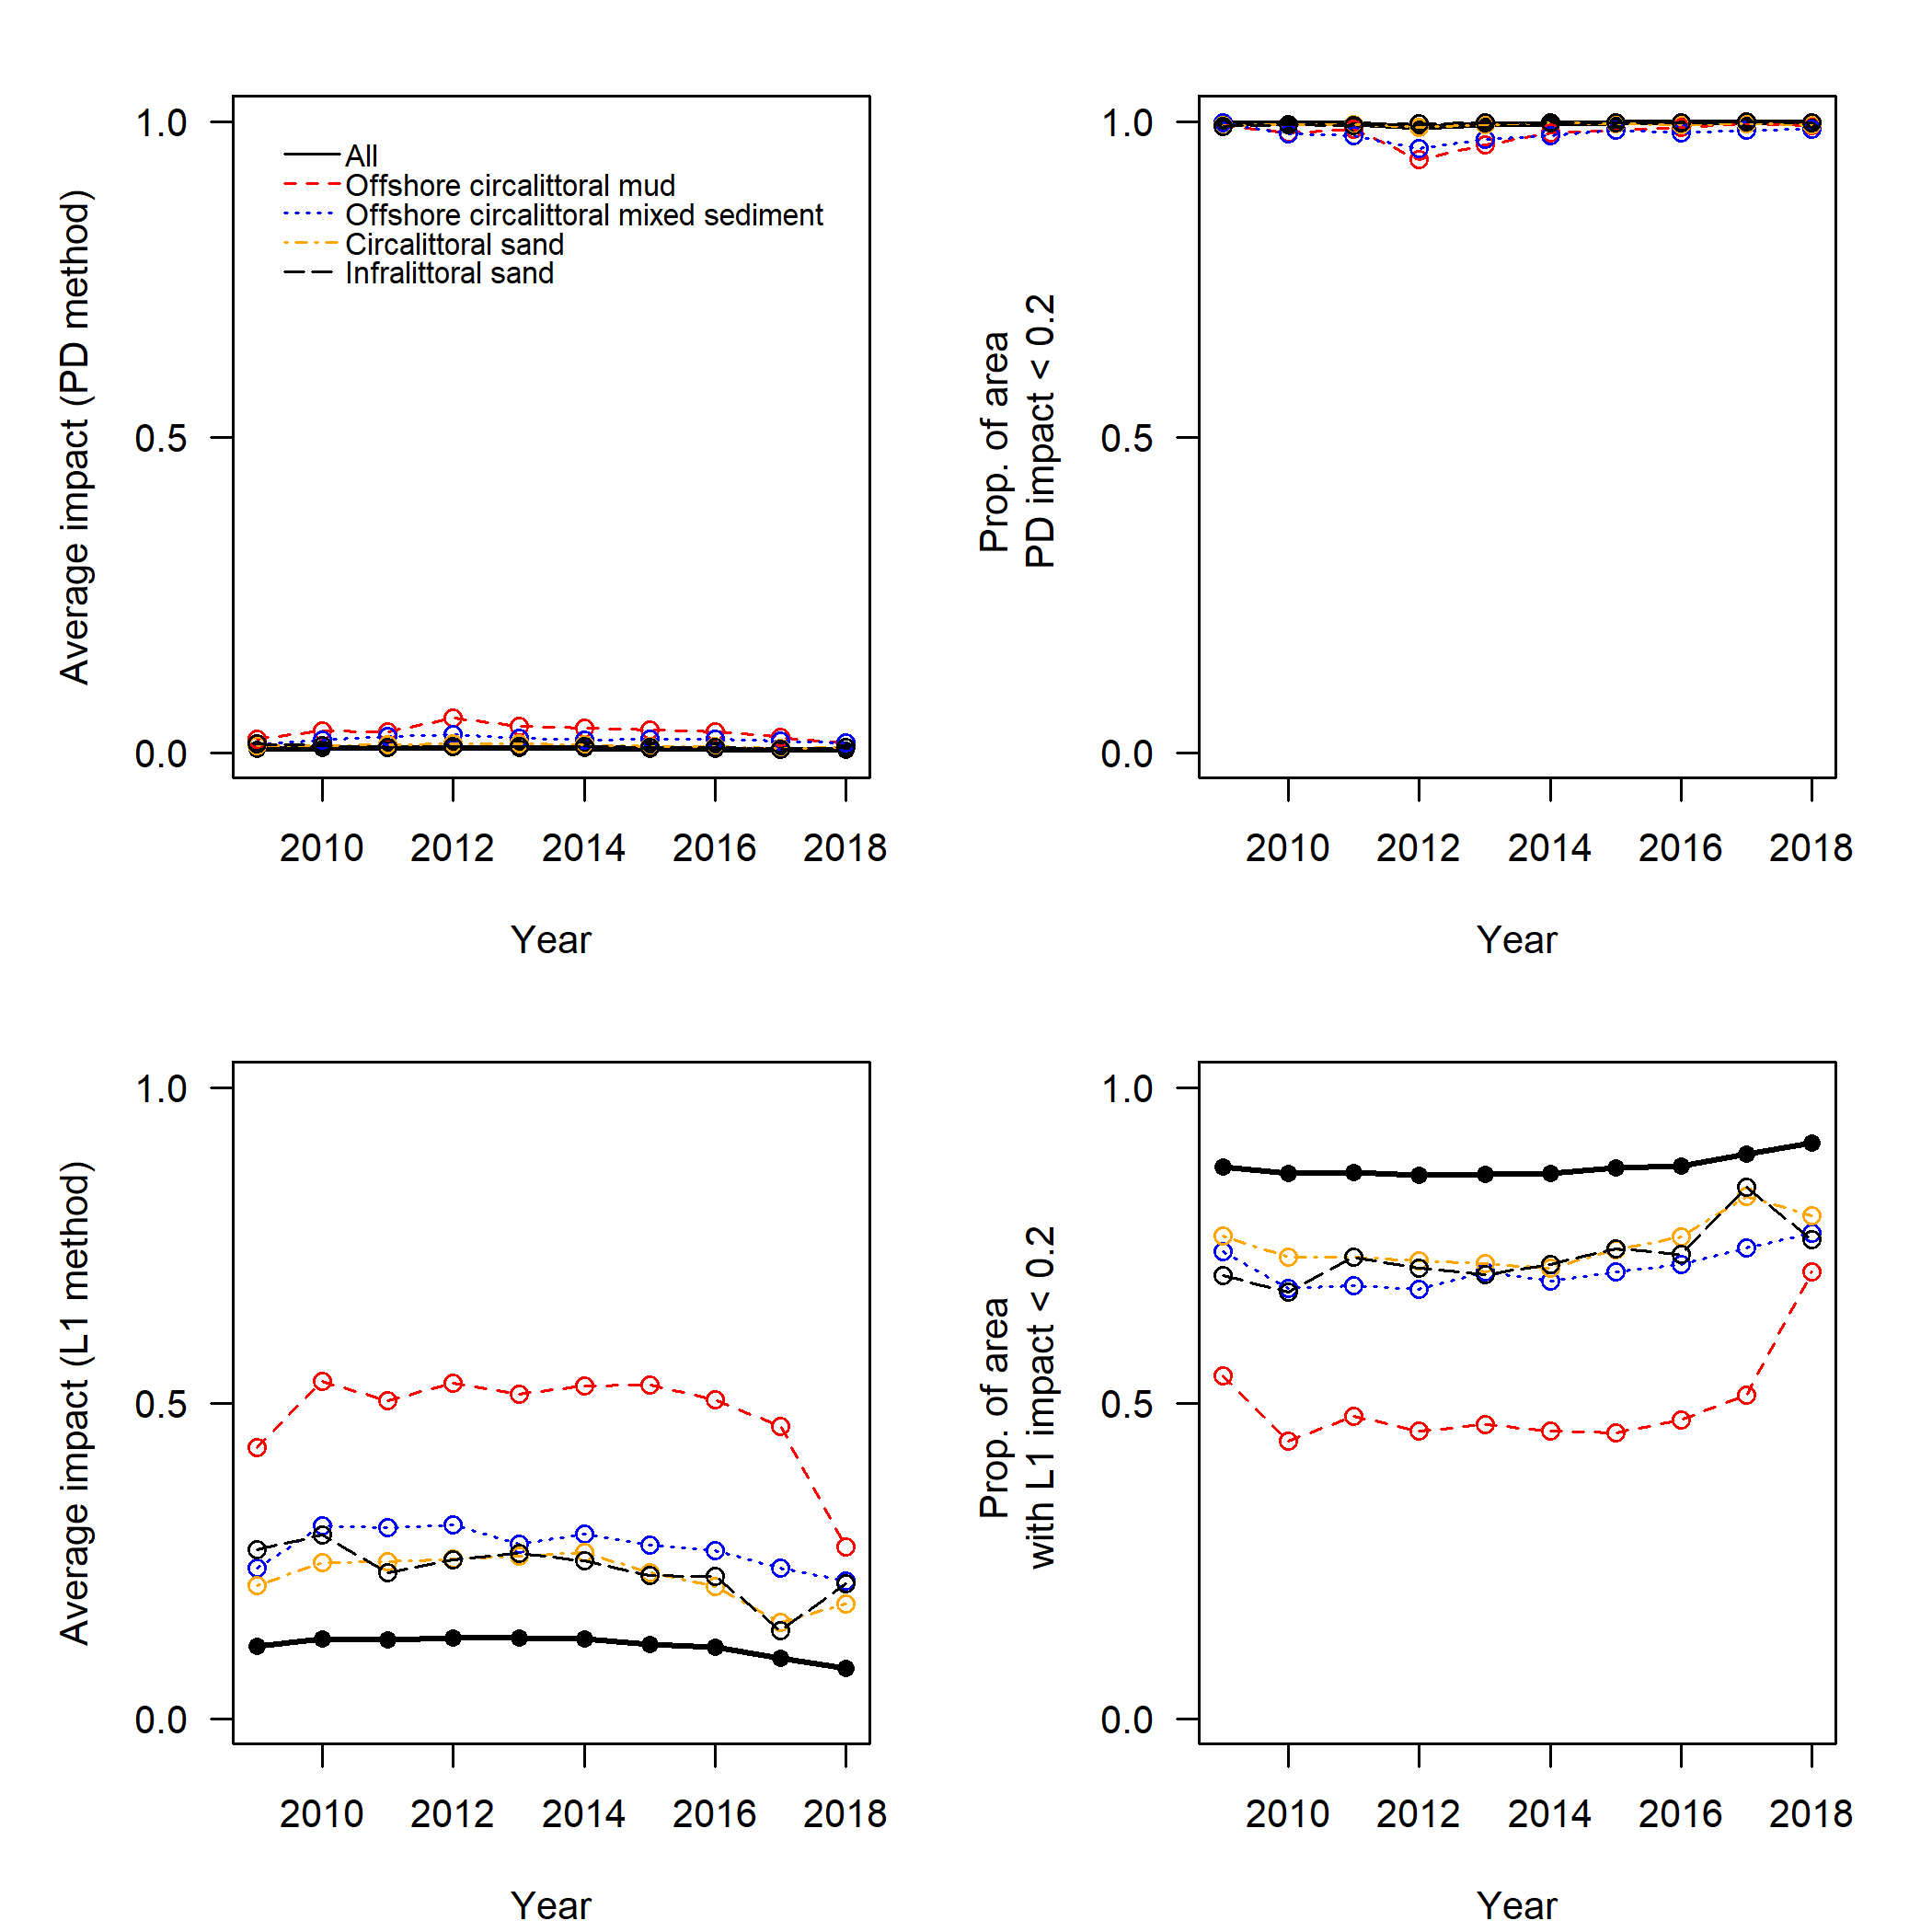 Average impact (PD method)
1.0
0.5
0.0
All
Offshore circalittoral mud
Offshore circalittoral mixed sediment
Circalittoral sand
Infralittoral sand
2010 2012 2014 2016 2018
Year
Prop. of area
PD impact < 0.2
1.0
0.5
0.0
2010 2012 2014 2016 2018
Year
Average impact (L1 method)
1.0
0.5
0.0
2010 2012 2014 2016 2018
Year
Prop. of area
with L1 impact < 0.2
1.0
0.5
0.0
2010 2012 2014 2016 2018
Year